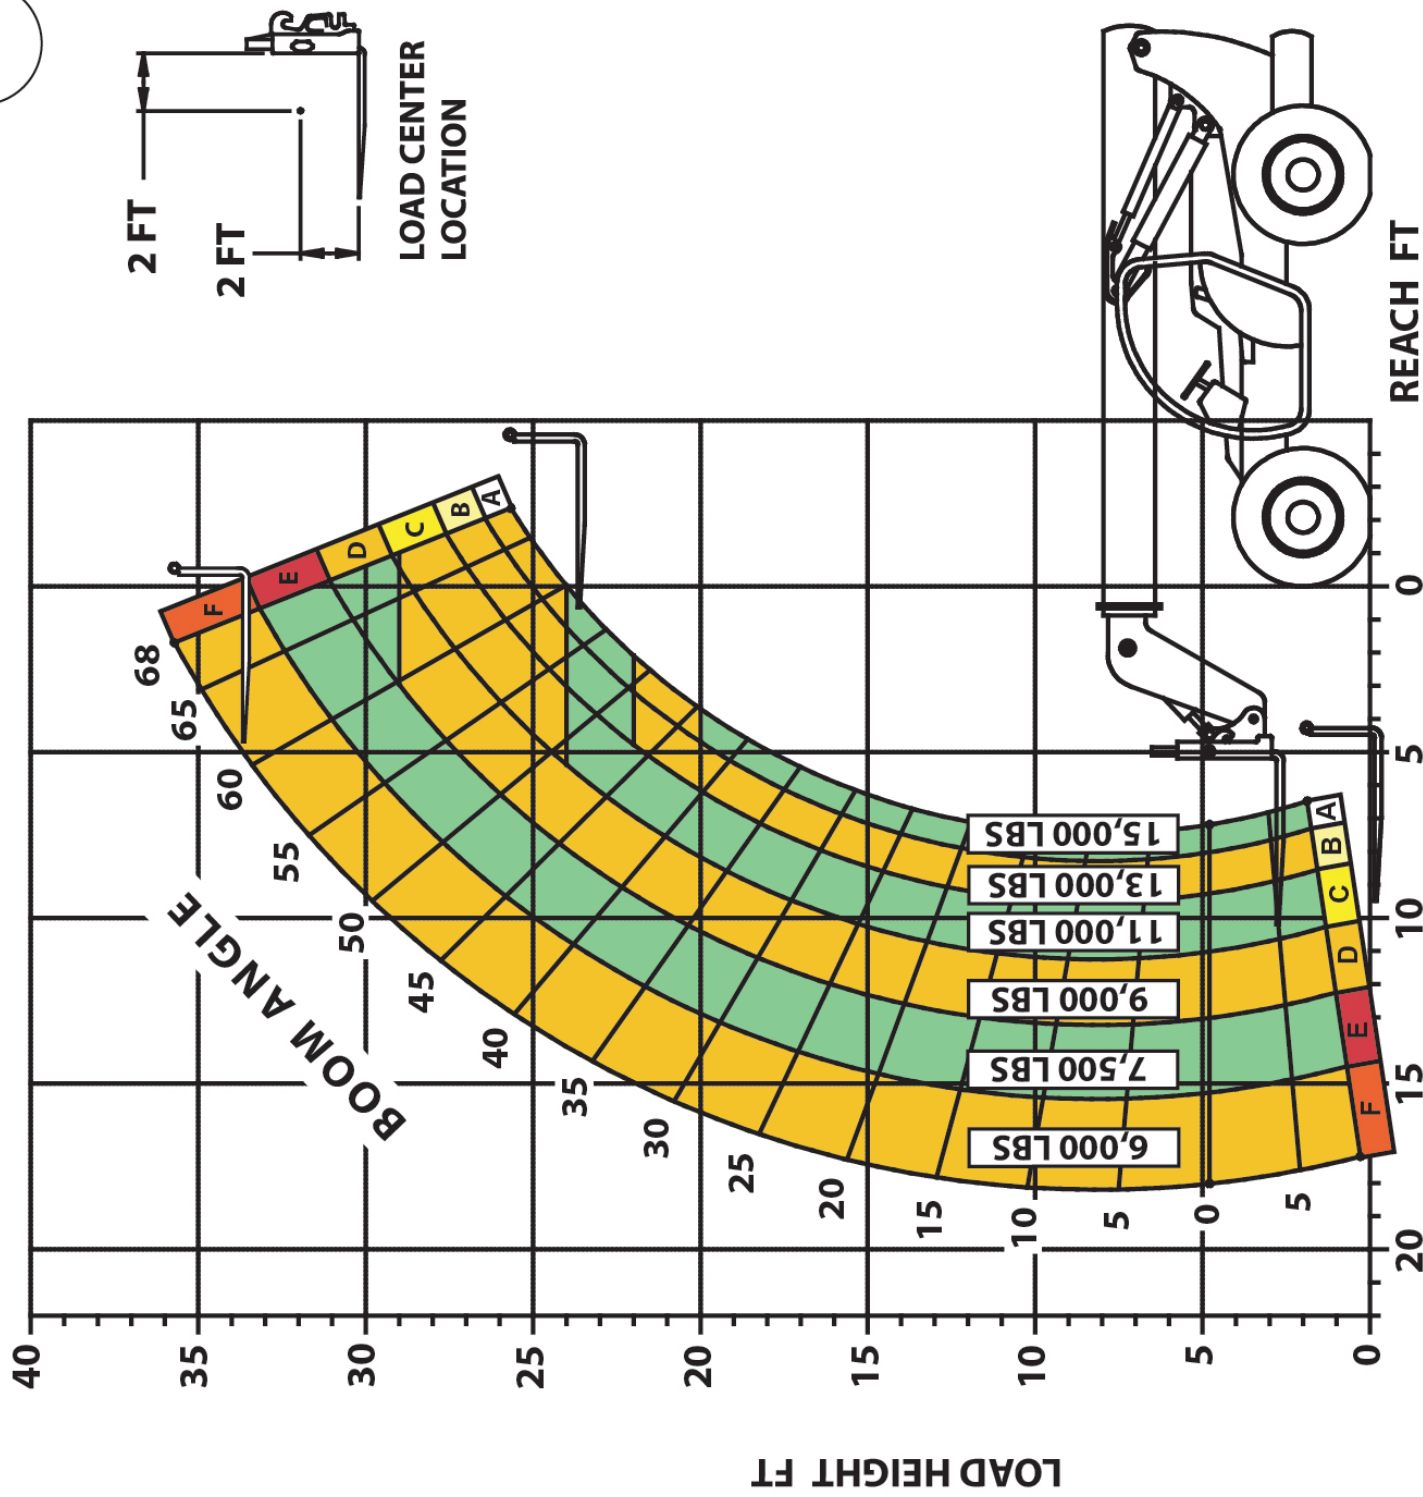 2 FT
2 FT
LOAD CENTER
LOCATION
BOOM ANGLE
68
65
60
55
50
45
40
35
30
25
20
15
10
5
0
5
F
E
D
C
B
A
15,000 LBS
13,000 LBS
11,000 LBS
9,000 LBS
7,500 LBS
6,000 LBS
A
B
C
D
E
F
LOAD HEIGHT FT
40
35
30
25
20
15
10
5
0
REACH FT
20
15
10
5
0